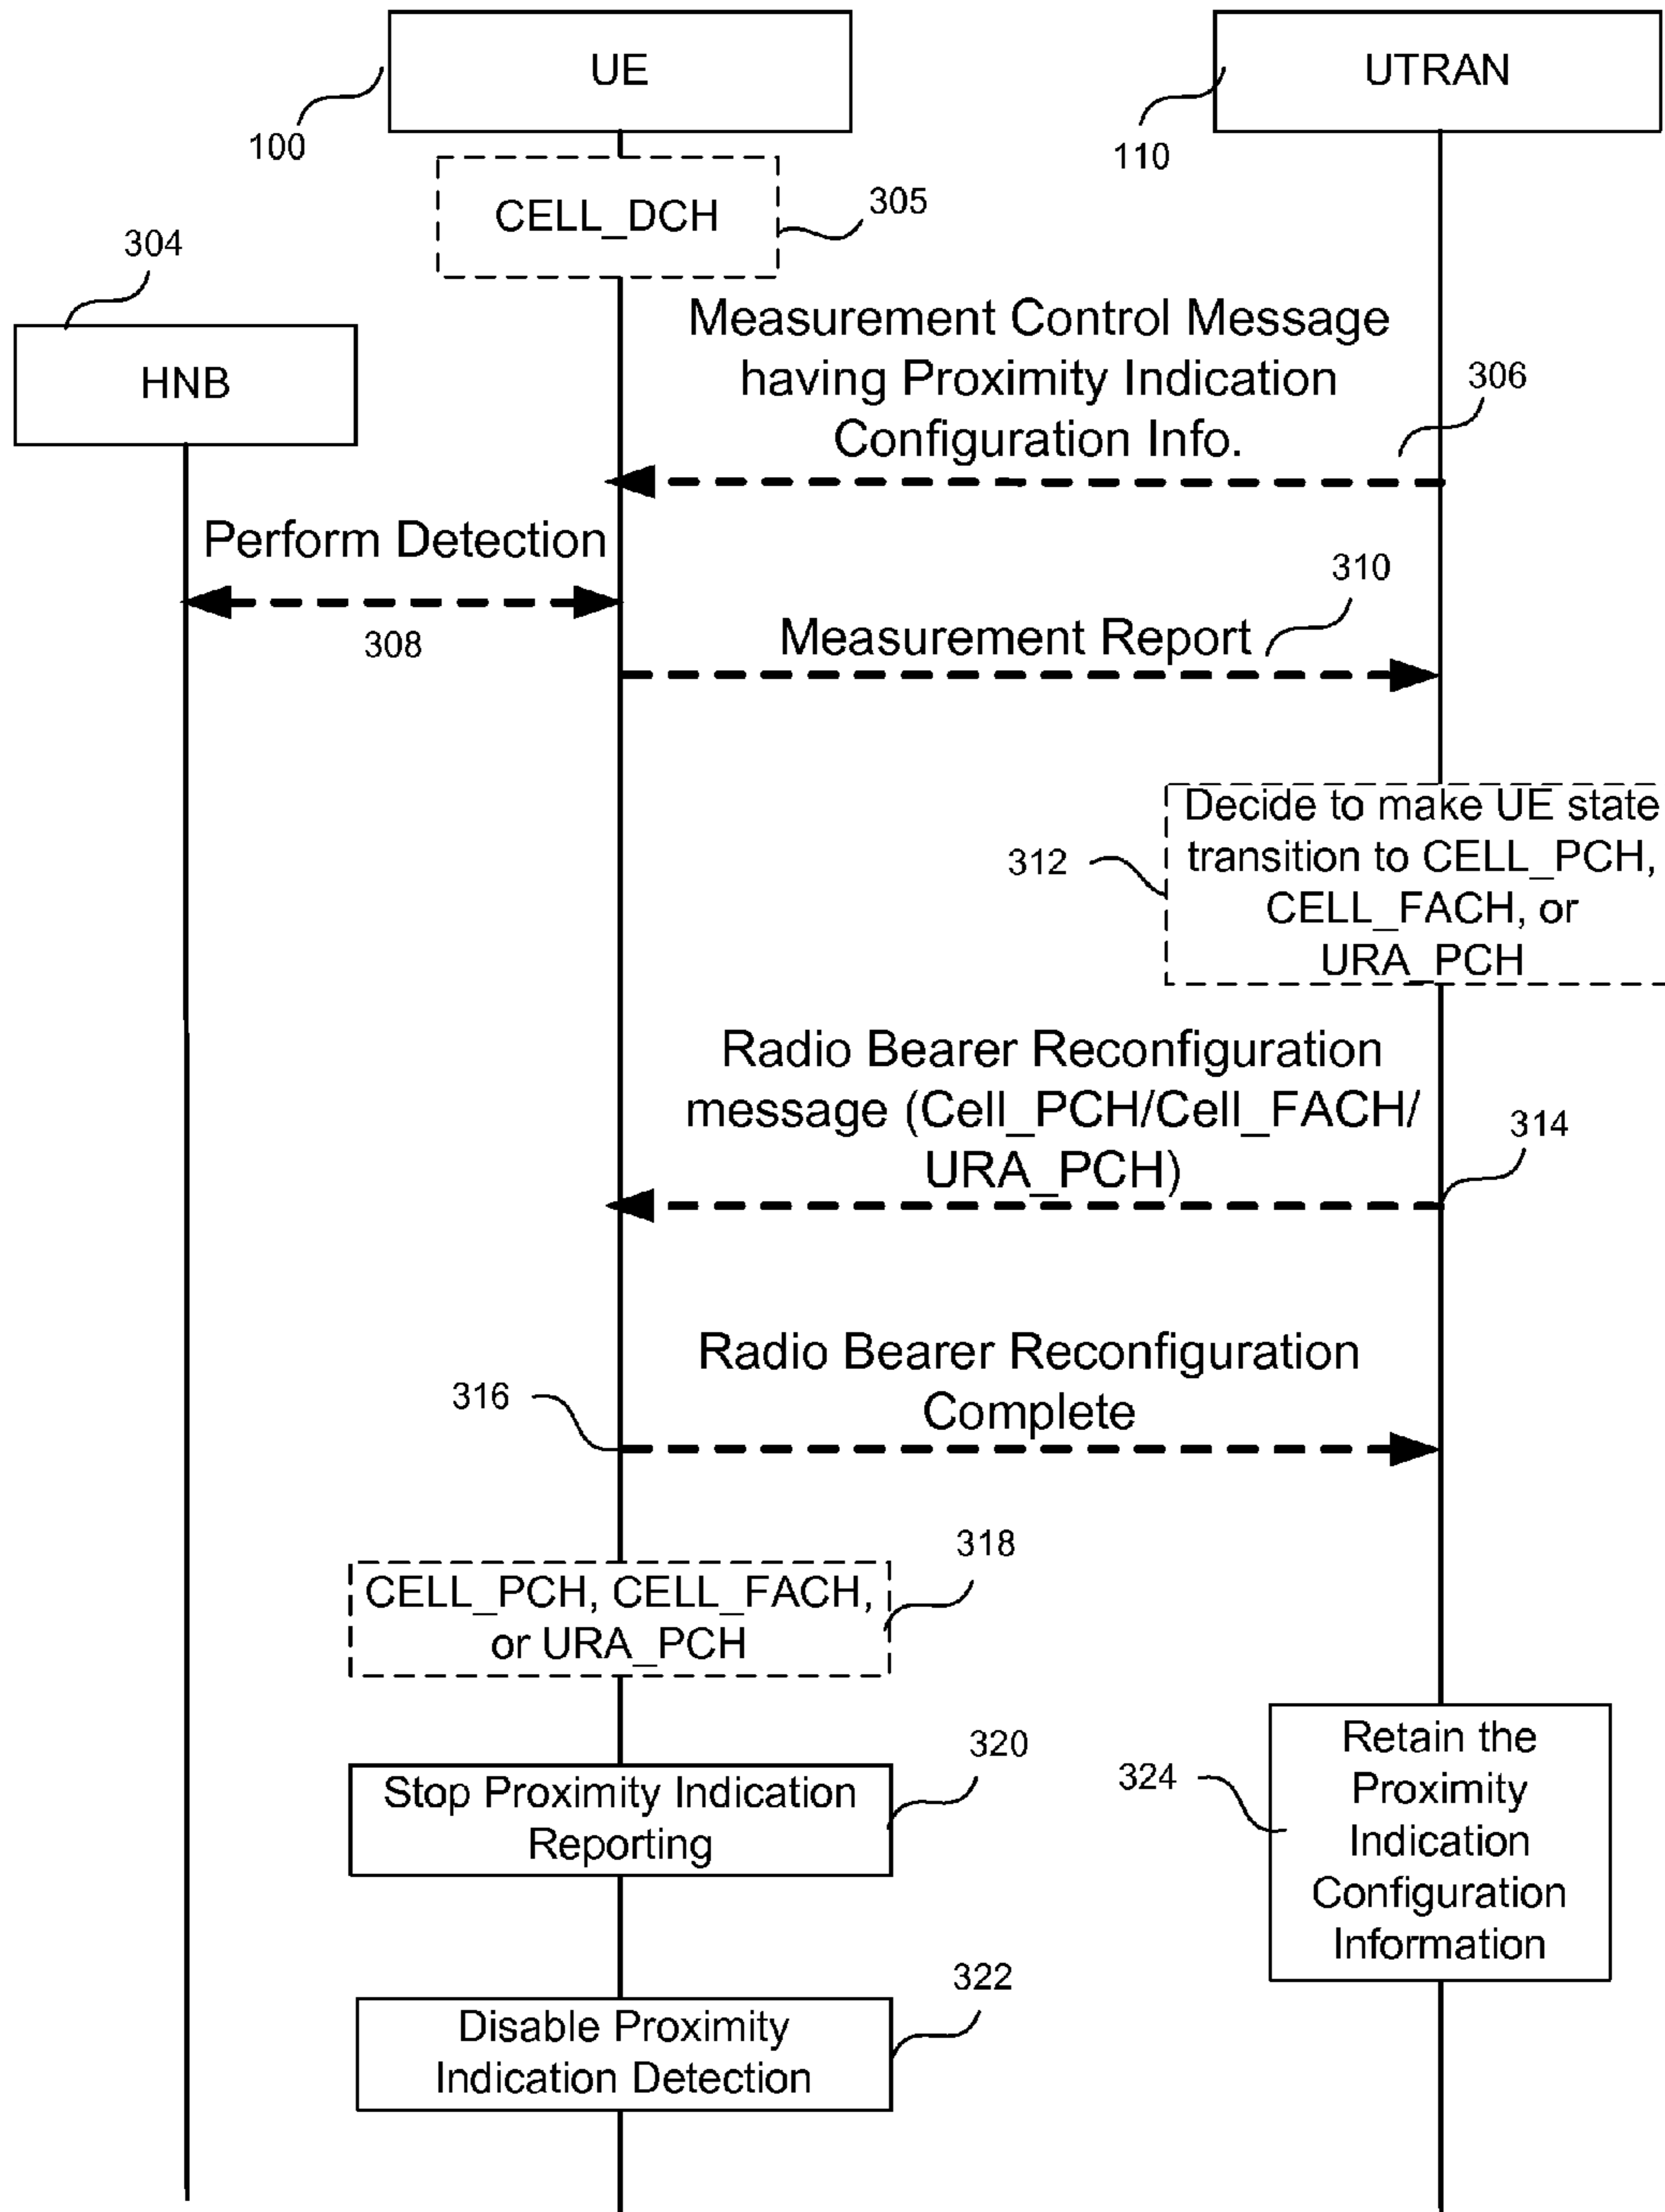 UE
UTRAN
100
110
CELL_DCH
305
304
HNB
Measurement Control Message
having Proximity Indication
Configuration Info.
306
Perform Detection
308
310
Measurement Report
Decide to make UE state
transition to CELL_PCH,
CELL_FACH, or
URA_PCH
312
Radio Bearer Reconfiguration
message (Cell_PCH/Cell_FACH/
URA_PCH)
314
Radio Bearer Reconfiguration
Complete
316
318
CELL_PCH, CELL_FACH,
or URA_PCH
320
Stop Proximity Indication
Reporting
324
Retain the
Proximity
Indication
Configuration
Information
322
Disable Proximity
Indication Detection